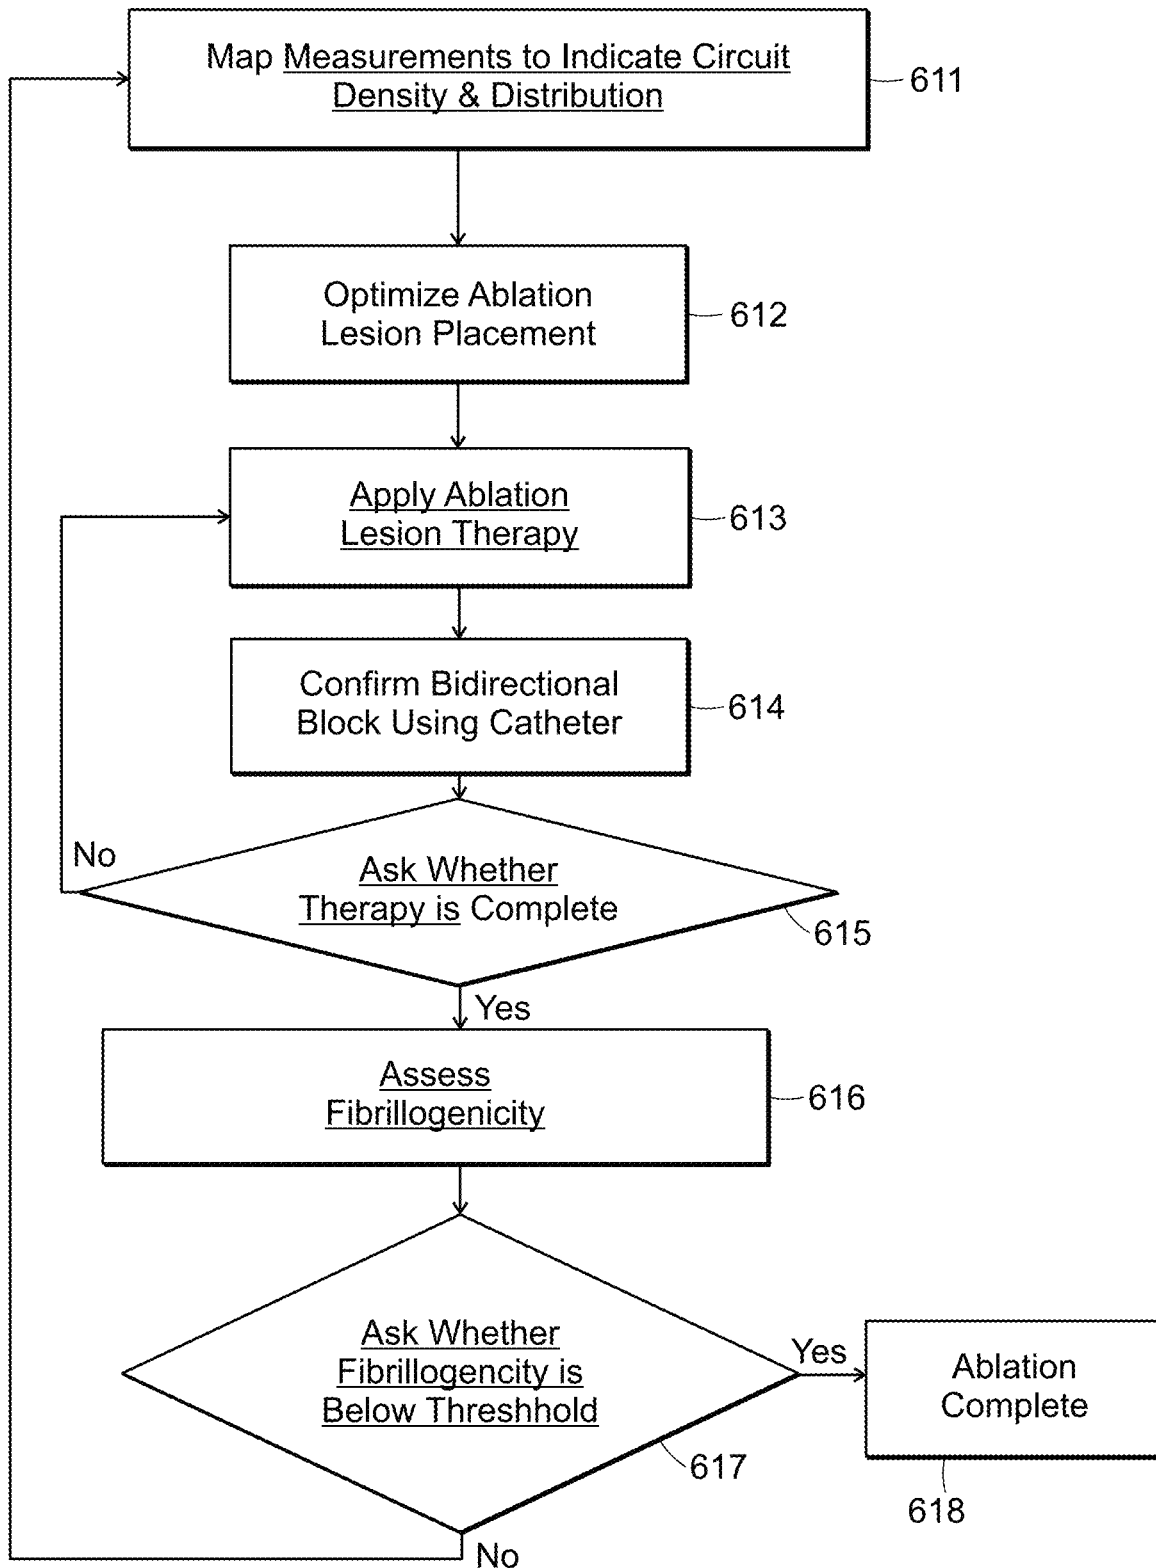 Map Measurements to Indicate Circuit
Density & Distribution
611
Optimize Ablation
Lesion Placement
612
Apply Ablation
Lesion Therapy
613
Confirm Bidirectional
Block Using Catheter
614
No
Ask Whether
Therapy is Complete
615
Yes
Assess
Fibrillogenicity
616
Ask Whether
Fibrillogencity is
Below Threshhold
Yes
Ablation
Complete
617
618
No